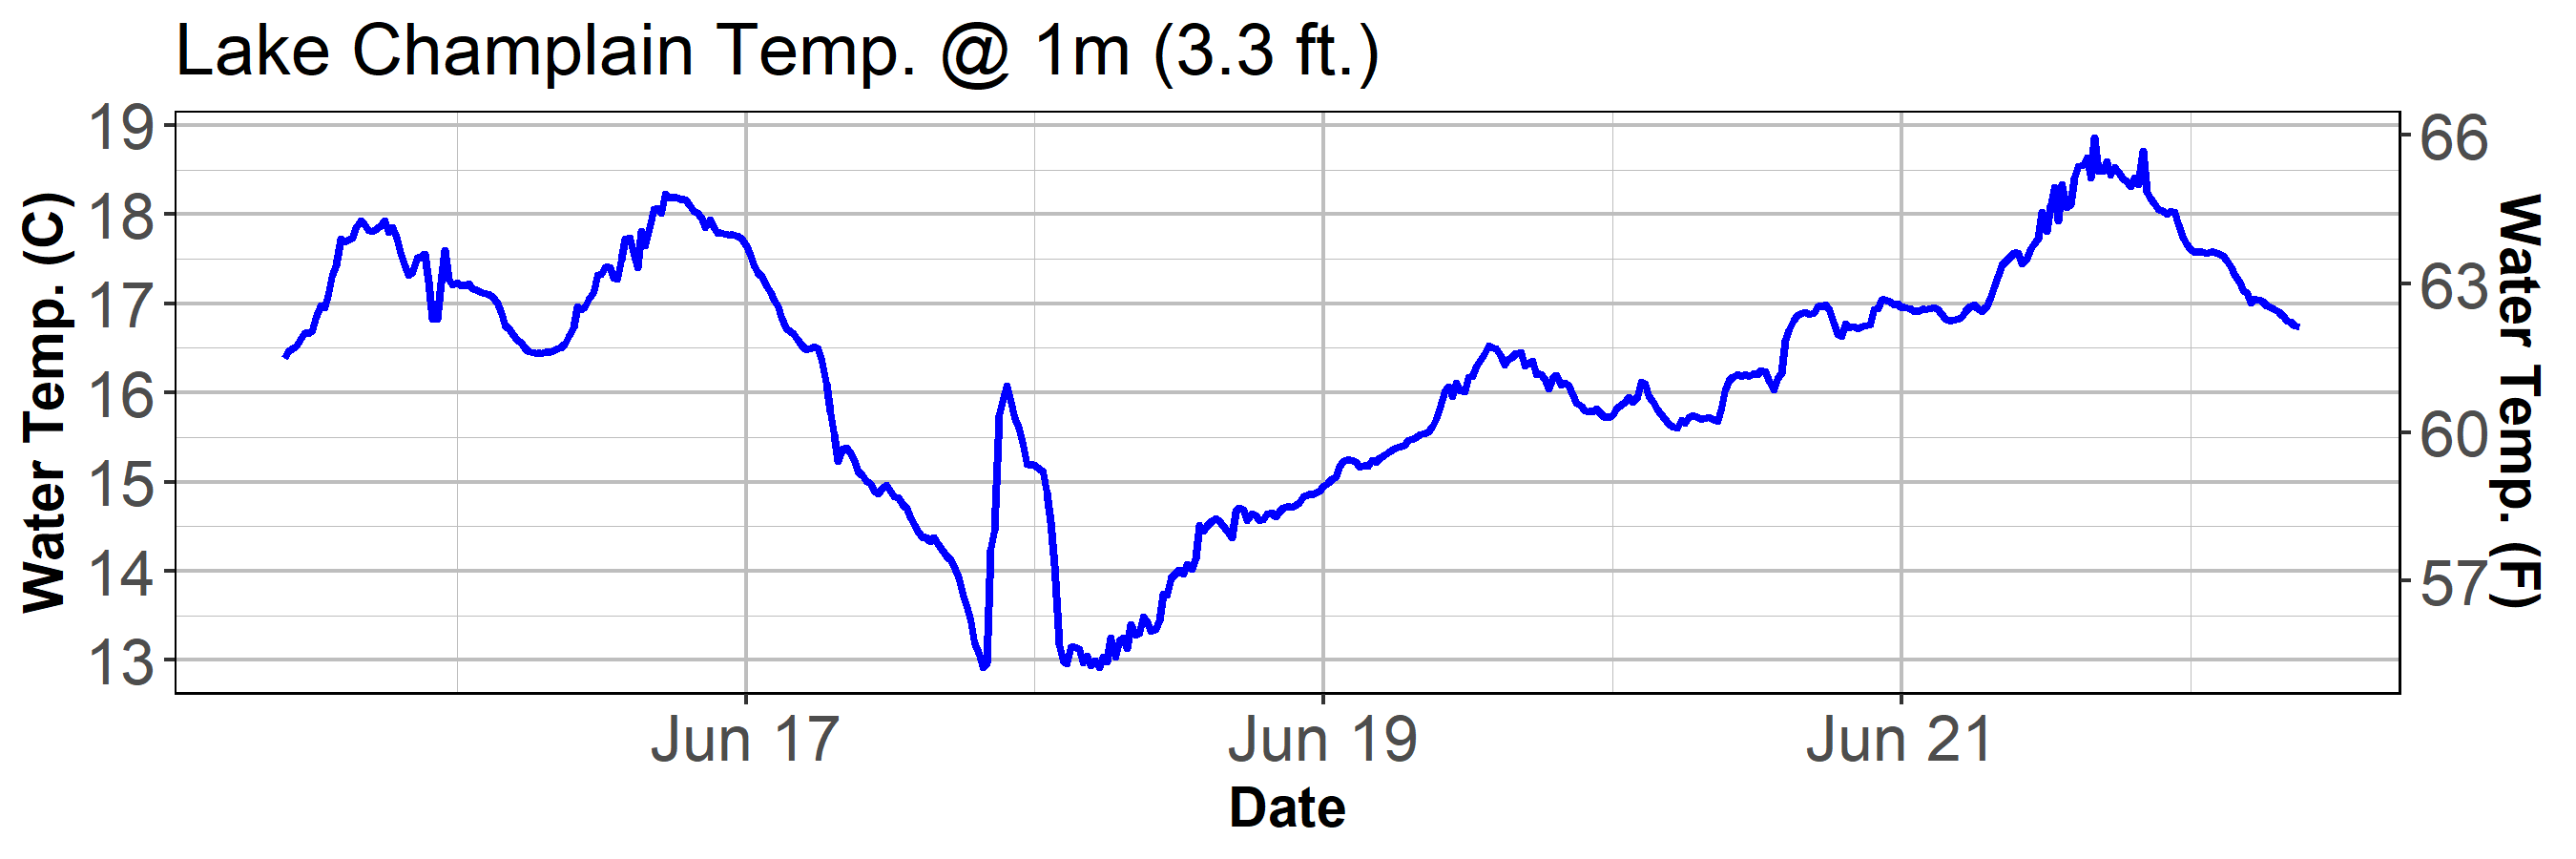 Lake Champlain Temp. @ 1m (3.3 ft.)
Water Temp. (C)
19
18
17
16
15
14
13
66
63
60
57
Water Temp. (F)
Jun 17
Jun 19
Jun 21
Date